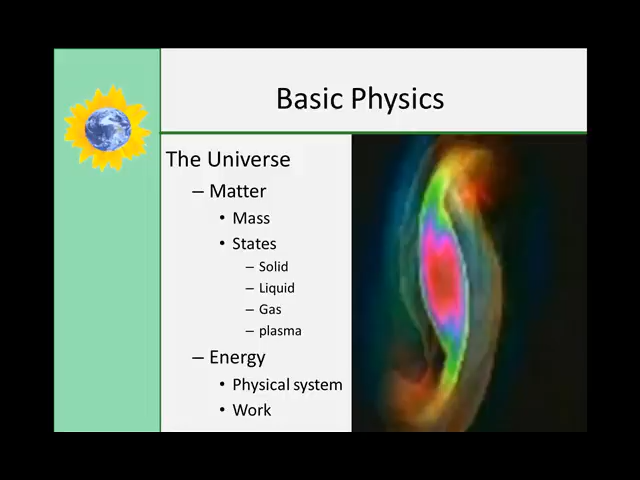 Basic Physics
The Universe
– Matter
• Mass
• States
– Solid
– Liquid
– Gas
– plasma
– Energy
• Physical system
• Work